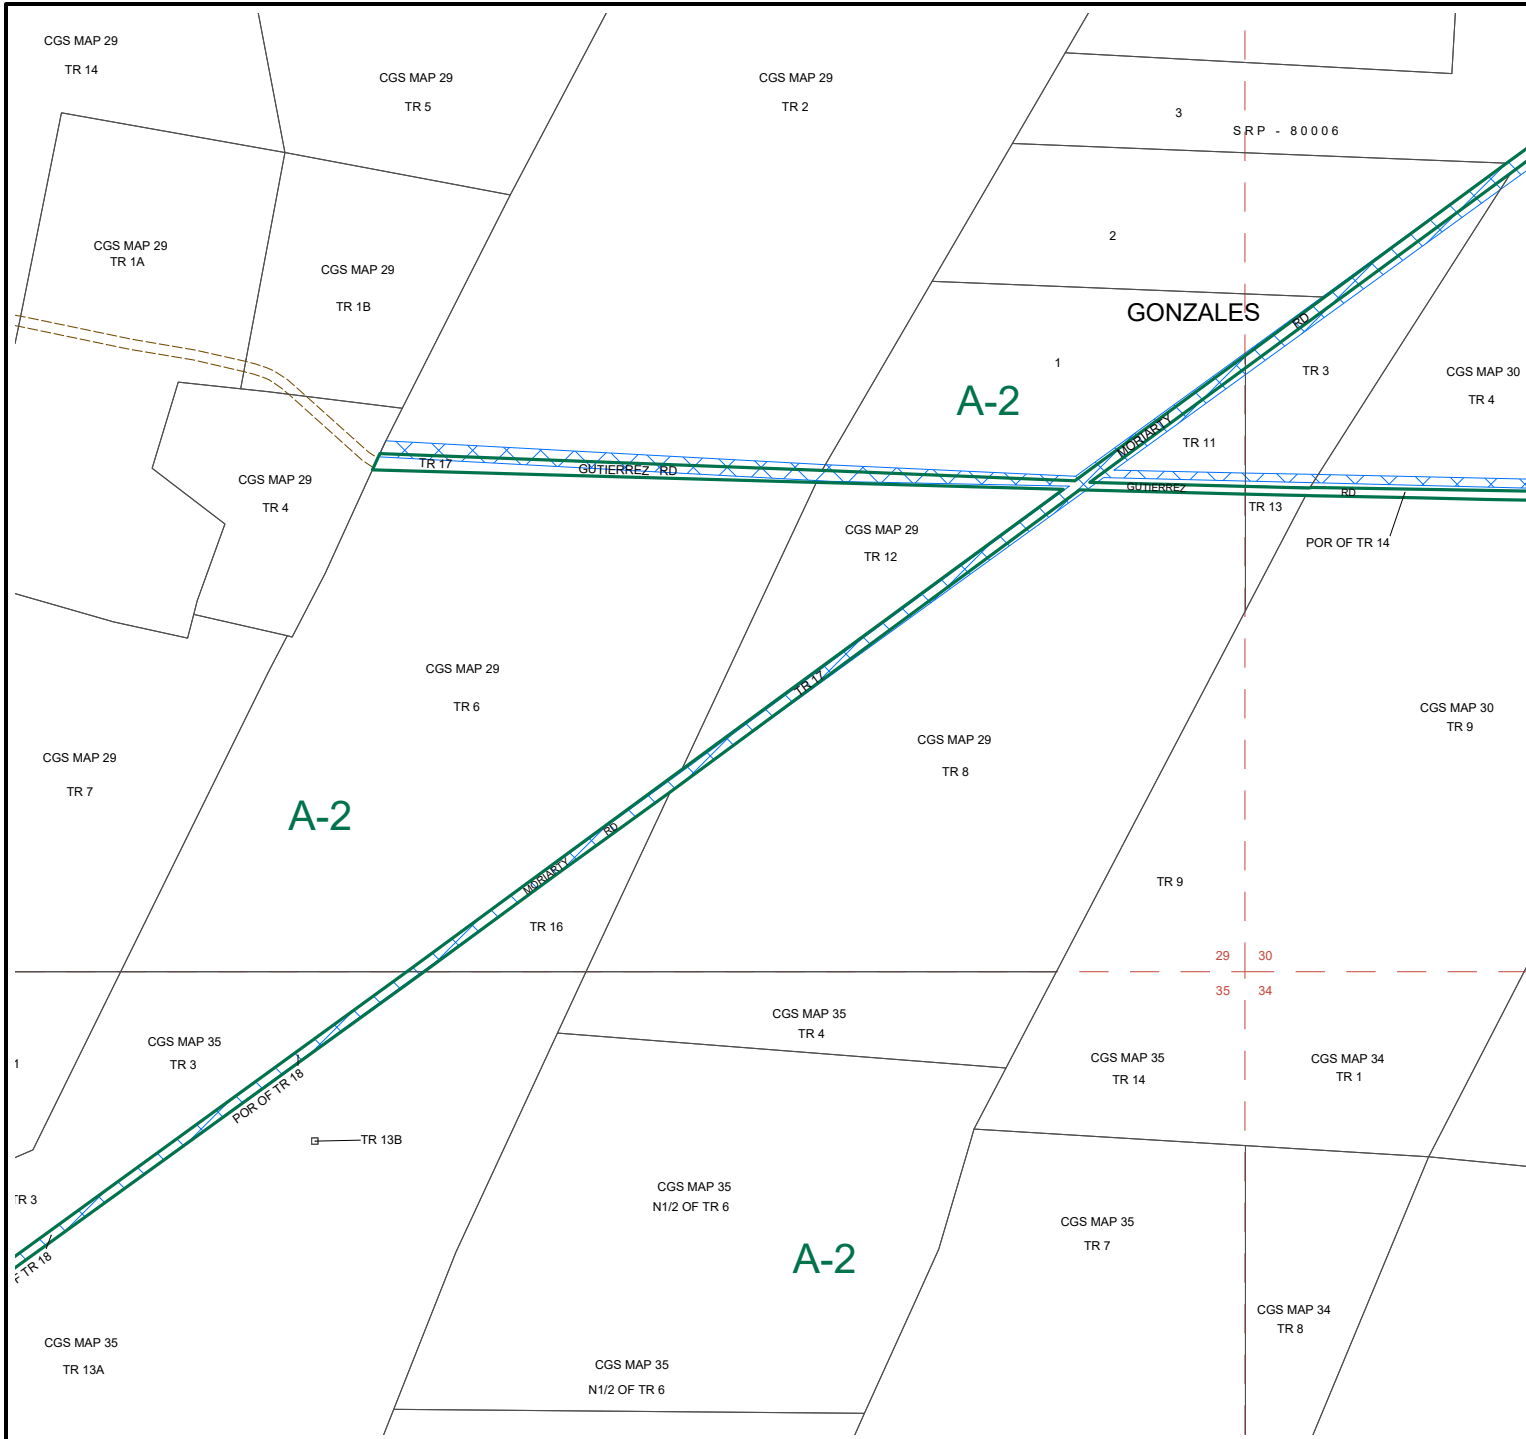 CGS MAP 29
TR 14
CGS MAP 29
TR 5
CGS MAP 29
TR 2
3
SRP - 80006
CGS MAP 29
TR 1A
CGS MAP 29
TR 1B
2
GONZALES
1
A-2
MORIARTY RD
TR 3
CGS MAP 30
TR 4
TR 11
TR 17
GUTIERREZ RD
GUTIERREZ RD
TR 13
POR OF TR 14
CGS MAP 29
TR 4
CGS MAP 29
TR 12
CGS MAP 29
TR 6
TR 17
CGS MAP 29
TR 8
CGS MAP 30
TR 9
CGS MAP 29
TR 7
A-2
MORIARTY RD
TR 9
TR 16
29 30
35 34
CGS MAP 35
TR 4
CGS MAP 35
TR 3
1
POR OF TR 18
CGS MAP 35
TR 14
CGS MAP 34
TR 1
TR 13B
TR 3
CGS MAP 35
N1/2 OF TR 6
CGS MAP 35
TR 7
A-2
F TR 18
CGS MAP 34
TR 8
CGS MAP 35
TR 13A
CGS MAP 35
N1/2 OF TR 6